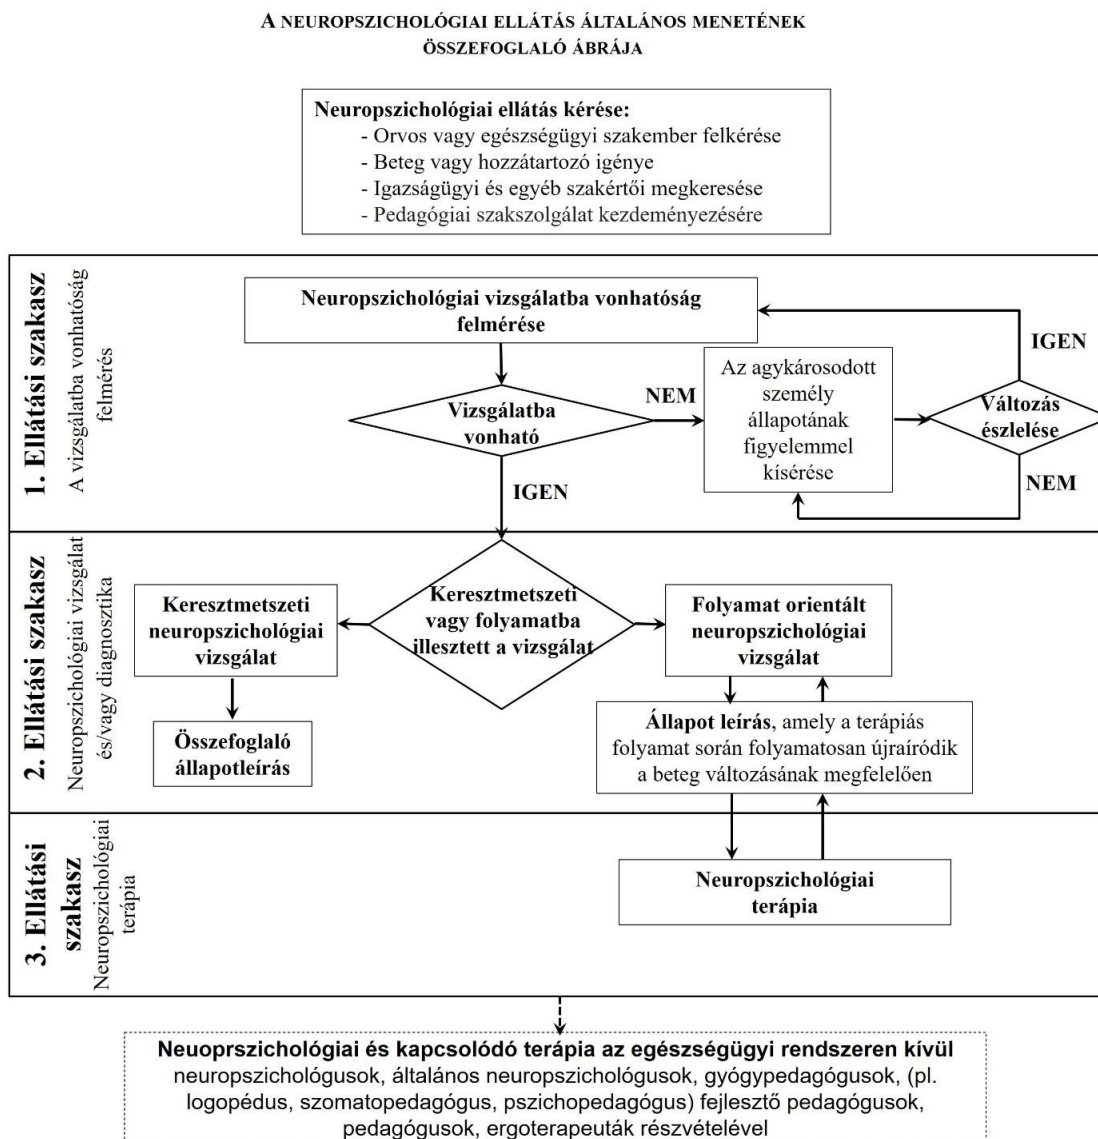 A NEUROPSZICHOLÓGIAI ELLÁTÁS ÁLTALÁNOS MENETÉNEK
ÖSSZEFOGLALÓ ÁBRÁJA
Neuropszichológiai ellátás kérése:
- Orvos vagy egészségügyi szakember felkérése
- Beteg vagy hozzátartozó igénye
- Igazságügyi és egyéb szakértői megkeresése
- Pedagógiai szakszolgálat kezdeményezésére
1. Ellátási szakasz
A vizsgálatba vonhatóság
felmérés
Neuropszichológiai vizsgálatba vonhatóság
felmérése
Vizsgálatba
vonható
NEM
IGEN
Az agykárosodott
személy
állapotának
figyelemmel
kísérése
Változás
észlelése
IGEN
NEM
2. Ellátási szakasz
Neuropszichológiai vizsgálat
és/vagy diagnosztika
Keresztmetszeti
neuropszichológiai
vizsgálat
Összefoglaló
állapotleírás
Keresztmetszeti
vagy folyamatba
illesztett a vizsgálat
Folyamat orientált
neuropszichológiai
vizsgálat
Állapot leírás, amely a terápiás
folyamat során folyamatosan újraíródik
a beteg változásának megfelelően
3. Ellátási
szakasz
Neuropszichológiai
terápia
Neuropszichológiai
terápia
Neuoprszichológiai és kapcsolódó terápia az egészségügyi rendszeren kívül
neuropszichológusok, általános neuropszichológusok, gyógypedagógusok, (pl.
logopédus, szomatopedagógus, pszichopedagógus) fejlesztő pedagógusok,
pedagógusok, ergoterapeuták részvételével